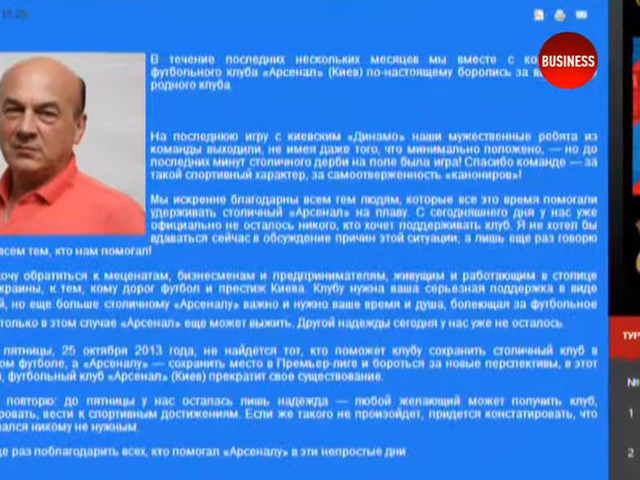 15:29
BUSINESS
В течение последних нескольких месяцев мы вместе с
футбольного клуба «Арсенал» (Киев) по-настоящему боролись за
родного клуба.
На последнюю игру с киевским «Динамо» наши мужественные ребята из
команды выходили, не имея даже того, что минимально положено, — но до
последних минут столичного дерби на поле была игра! Спасибо команде — за
такой спортивный характер, за самоотверженность «канониров»!
Мы искренне благодарны всем тем людям, которые все это время помогали
удерживать столичный «Арсенал» на плаву. С сегодняшнего дня у нас уже
официально не осталось никого, кто хочет поддерживать клуб. Я не хотел бы
вдаваться сейчас в обсуждение причин этой ситуации, а лишь еще раз говорю
всем тем, кто нам помогал!
хочу обратиться к меценатам, бизнесменам и предпринимателям, живущим и работающим в столице
краины, к тем, кому дорог футбол и престиж Киева. Клубу нужна ваша серьезная поддержка в виде
й, но еще больше столичному «Арсеналу» важно и нужно ваше время и душа, болеющая за футбольное
только в этом случае «Арсенал» еще может выжить. Другой надежды сегодня у нас уже не осталось.
пятницы, 25 октября 2013 года, не найдется тот, кто поможет клубу сохранить столичный клуб в
ом футболе, а «Арсеналу» — сохранить место в Премьер-лиге и бороться за новые перспективы, в этот
, футбольный клуб «Арсенал» (Киев) прекратит свое существование.
повторю: до пятницы у нас осталась лишь надежда — любой желающий может получить клуб,
ровать, вести к спортивным достижениям. Если же такого не произойдет, придется констатировать, что
зался никому не нужным.
ще раз поблагодарить всех, кто помогал «Арсеналу» в эти непростые дни
ТУР
№
1
2